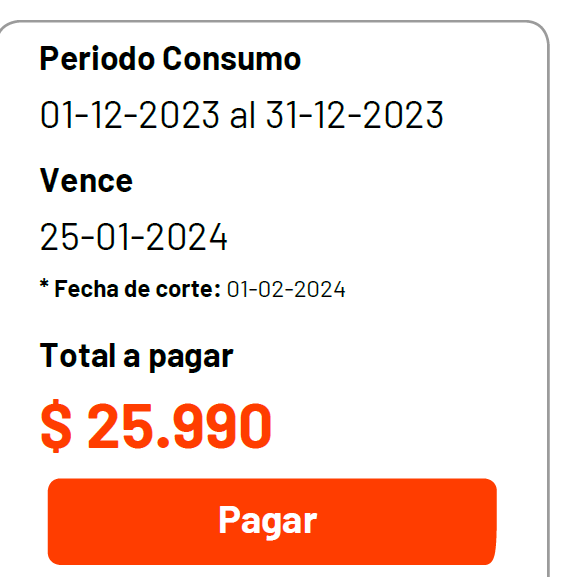 Periodo Consumo
01-12-2023 al 31-12-2023
Vence
25-01-2024
* Fecha de corte: 01-02-2024
Total a pagar
$ 25.990
Pagar